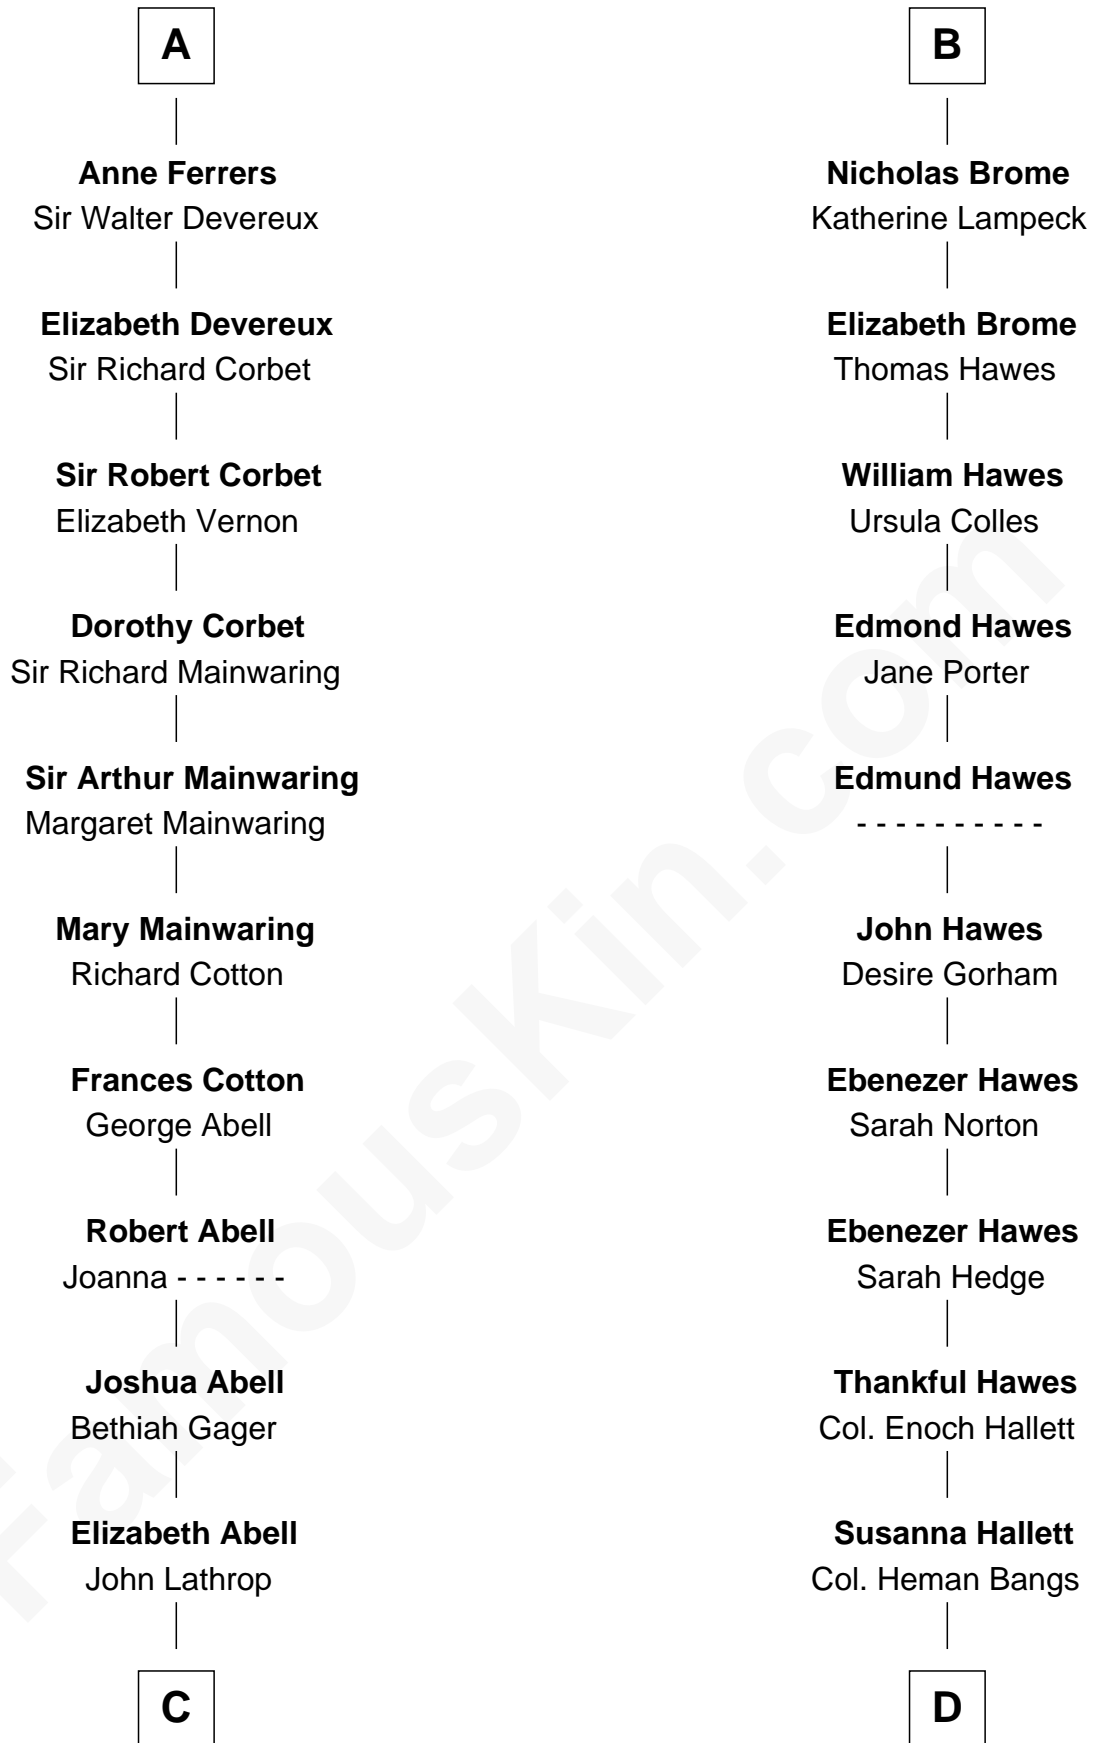 A
Anne Ferrers
Sir Walter Devereux
Elizabeth Devereux
Sir Richard Corbet
Sir Robert Corbet
Elizabeth Vernon
Dorothy Corbet
Sir Richard Mainwaring
Sir Arthur Mainwaring
Margaret Mainwaring
Mary Mainwaring
Richard Cotton
Frances Cotton
George Abell
Robert Abell
Joanna - - - - - -
Joshua Abell
Bethiah Gager
Elizabeth Abell
John Lathrop
C
B
Nicholas Brome
Katherine Lampeck
Elizabeth Brome
Thomas Hawes
William Hawes
Ursula Colles
Edmond Hawes
Jane Porter
Edmund Hawes
- - - - - - - - - -
John Hawes
Desire Gorham
Ebenezer Hawes
Sarah Norton
Ebenezer Hawes
Sarah Hedge
Thankful Hawes
Col. Enoch Hallett
Susanna Hallett
Col. Heman Bangs
D
FamousKin.com